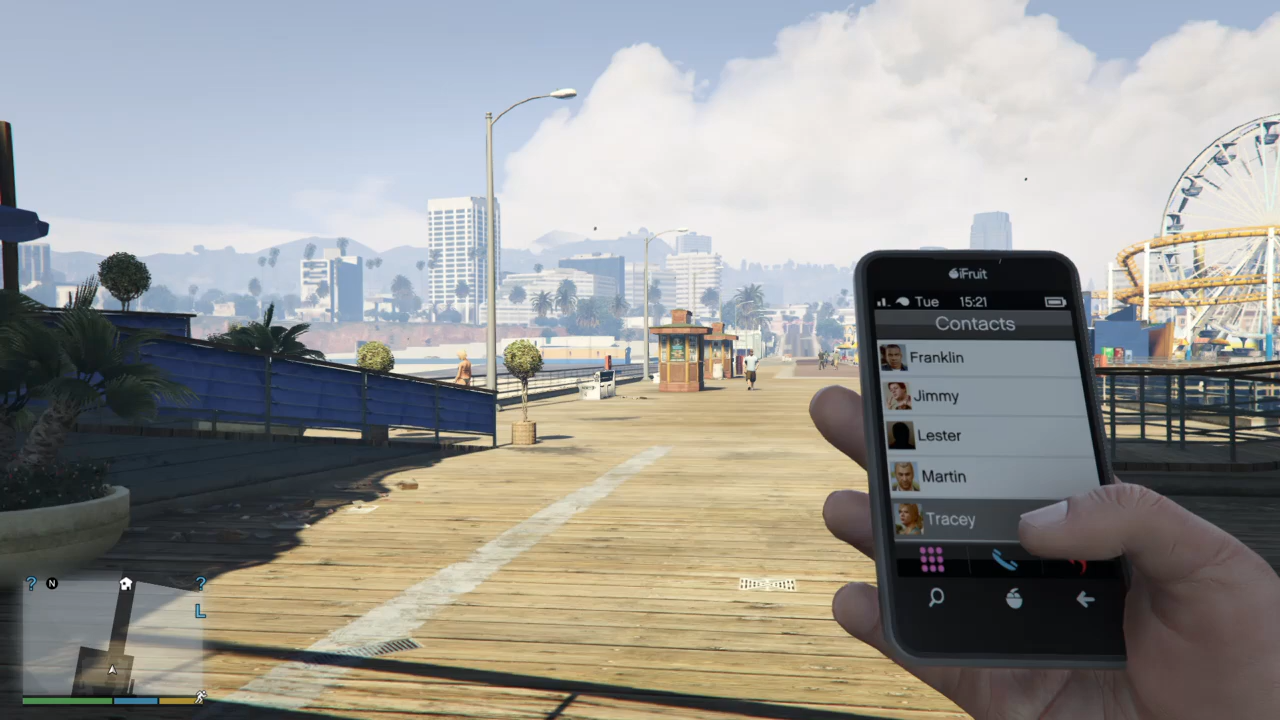 iFruit
Tue 15:21
Contacts
Franklin
Jimmy
Lester
Martin
Tracey
? N ?
L